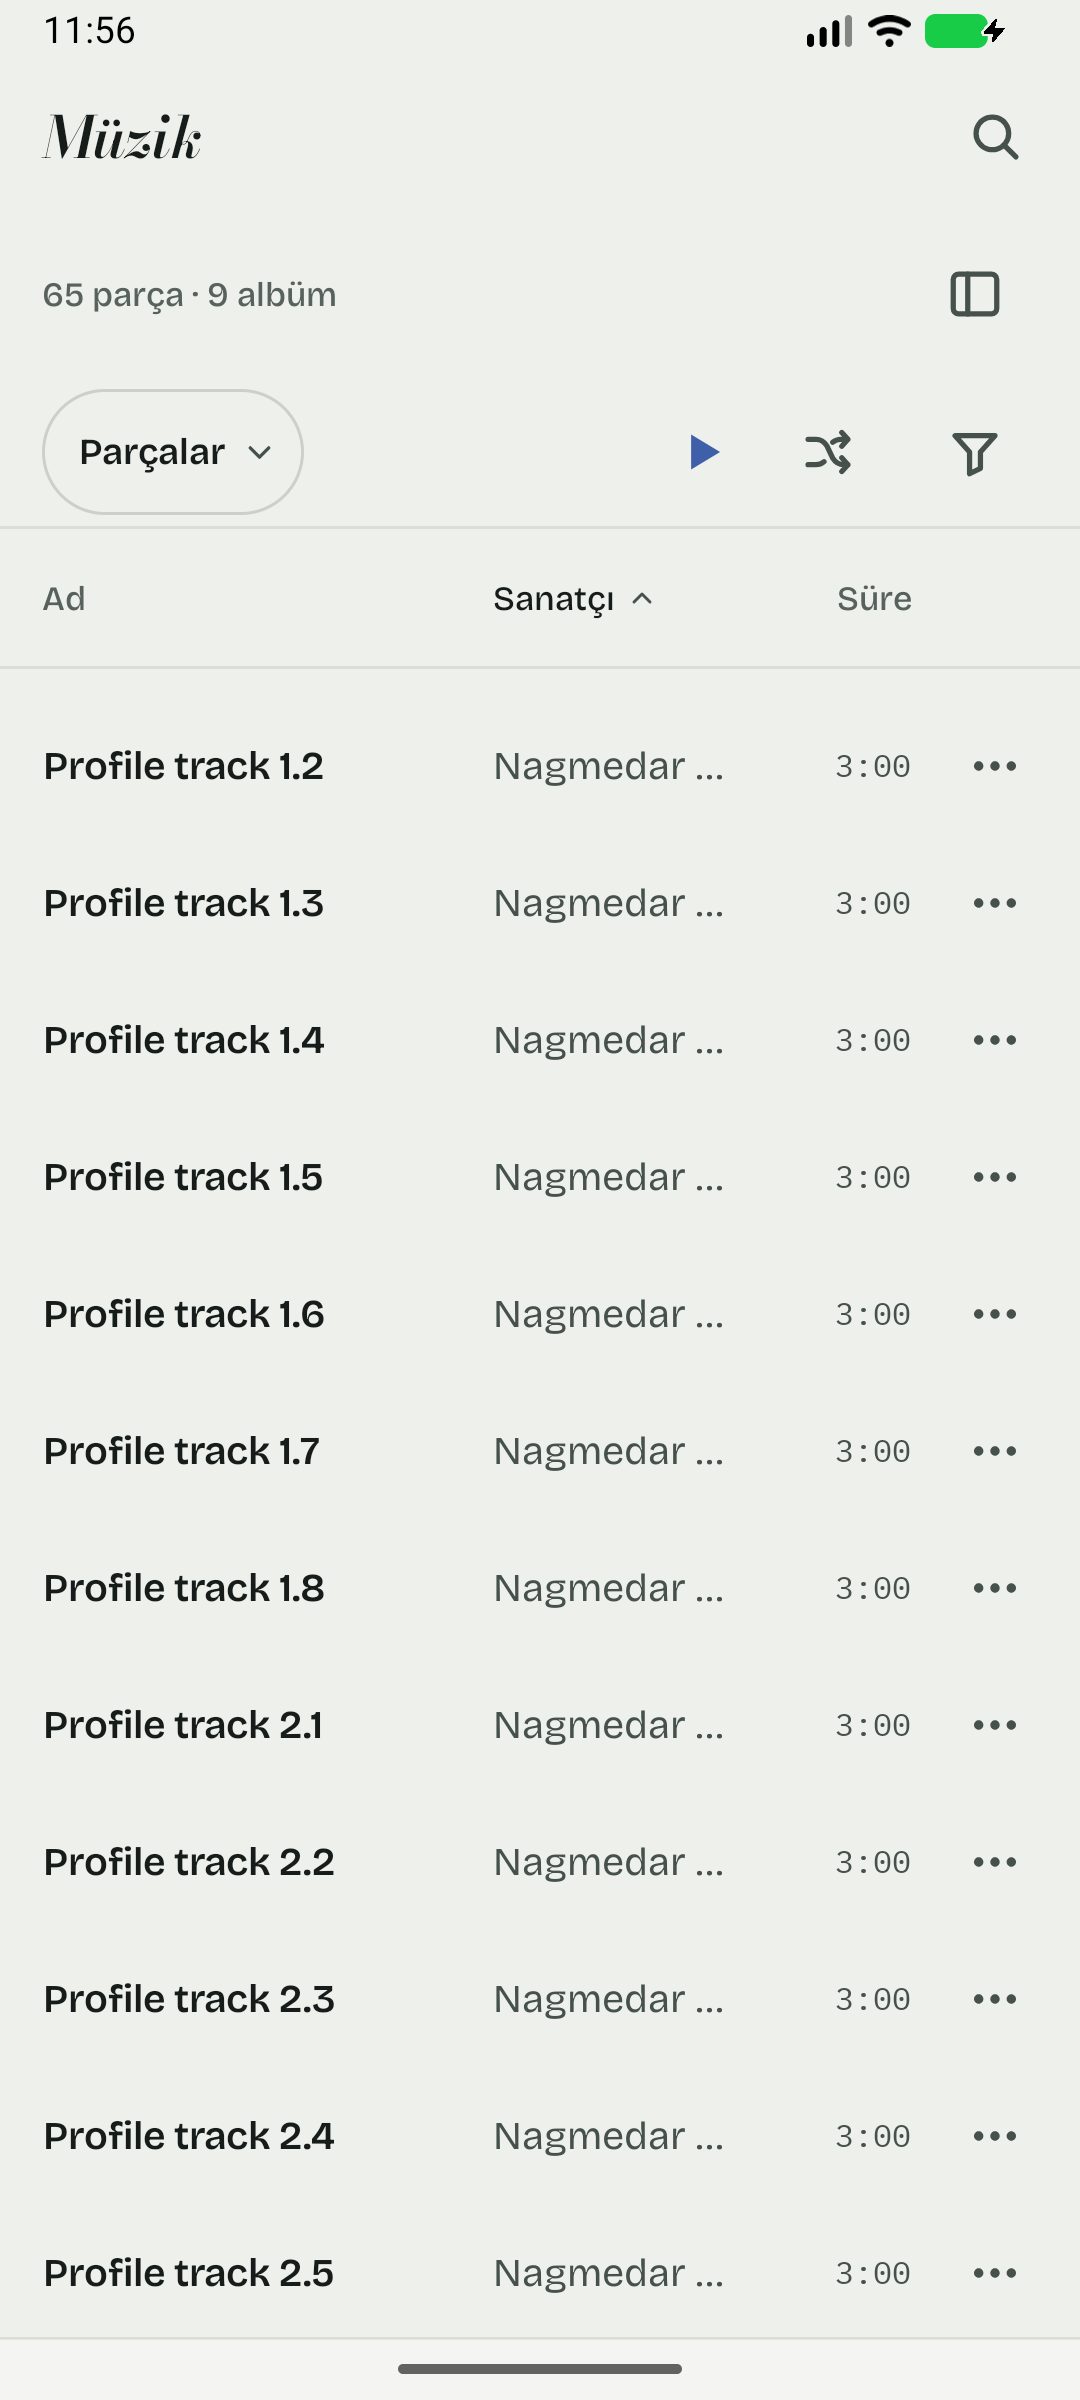 11:56
Müzik
65 parça · 9 albüm
Parçalar
Ad Sanatçı Süre
Profile track 1.2 Nagmedar ... 3:00
Profile track 1.3 Nagmedar ... 3:00
Profile track 1.4 Nagmedar ... 3:00
Profile track 1.5 Nagmedar ... 3:00
Profile track 1.6 Nagmedar ... 3:00
Profile track 1.7 Nagmedar ... 3:00
Profile track 1.8 Nagmedar ... 3:00
Profile track 2.1 Nagmedar ... 3:00
Profile track 2.2 Nagmedar ... 3:00
Profile track 2.3 Nagmedar ... 3:00
Profile track 2.4 Nagmedar ... 3:00
Profile track 2.5 Nagmedar ... 3:00